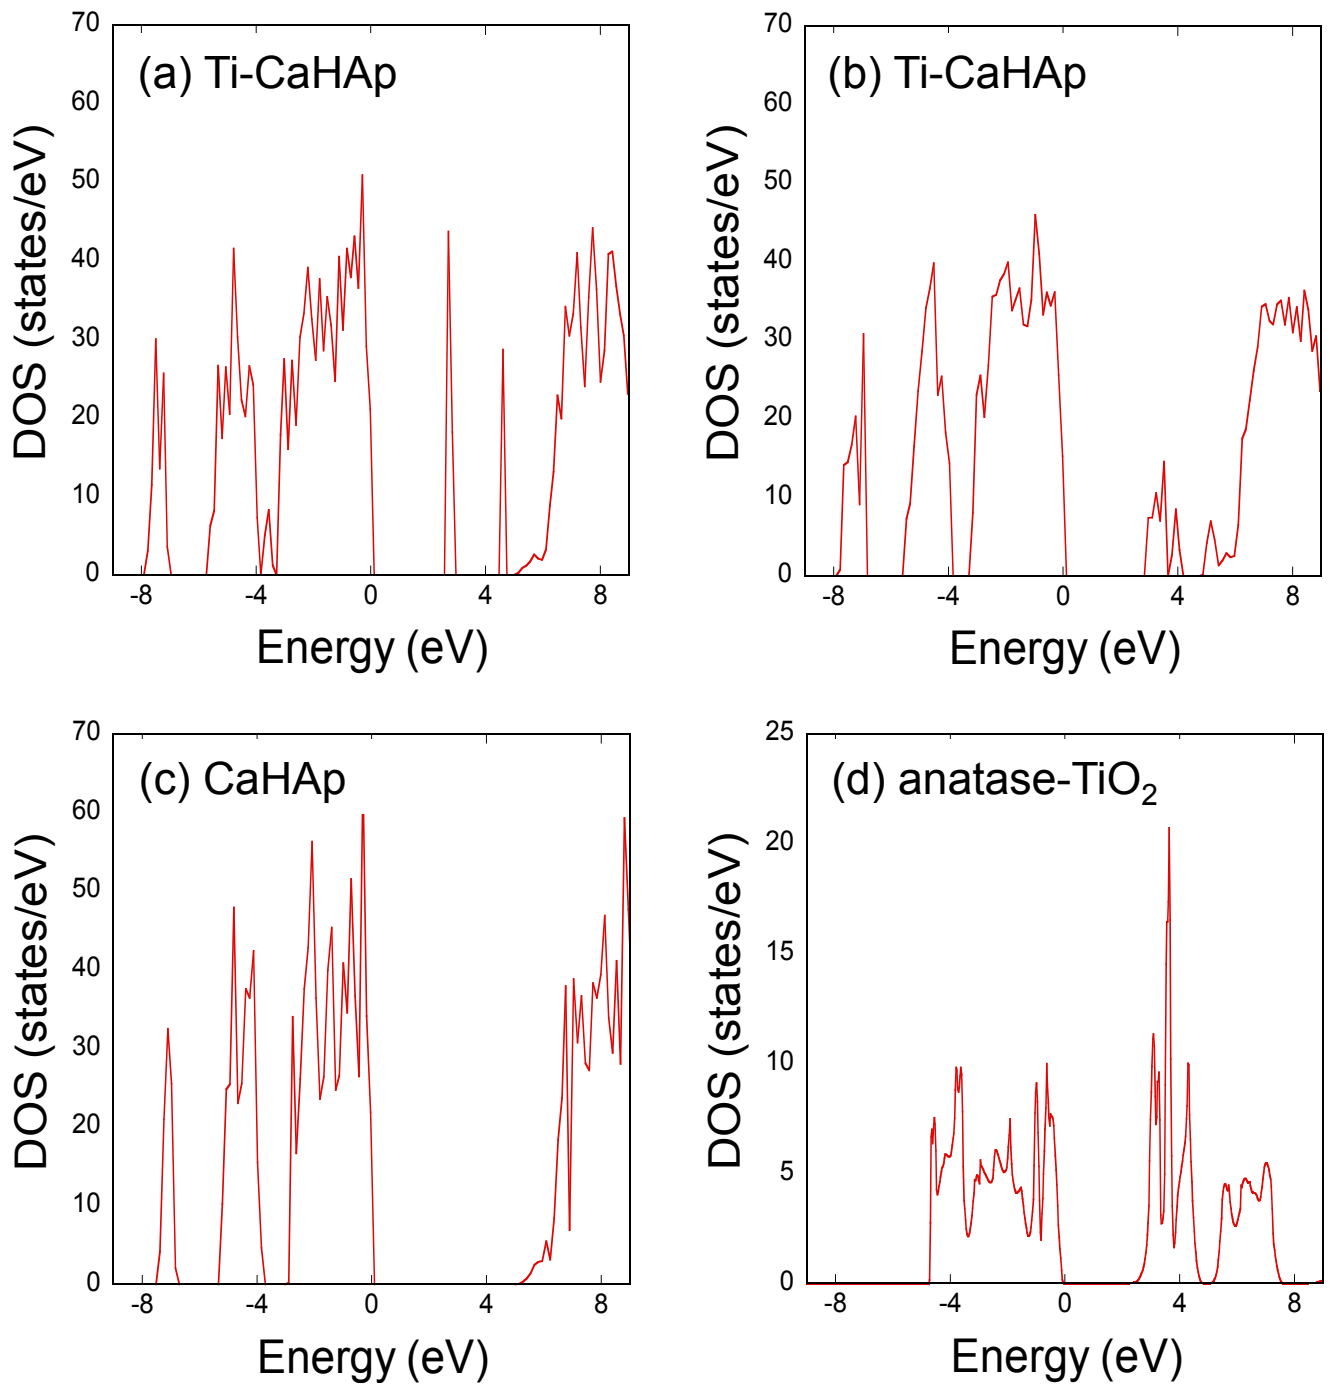 (a) Ti-CaHAp
DOS (states/eV)
70
60
50
40
30
20
10
0
-8 -4 0 4 8
Energy (eV)
(b) Ti-CaHAp
DOS (states/eV)
70
60
50
40
30
20
10
0
-8 -4 0 4 8
Energy (eV)
(c) CaHAp
DOS (states/eV)
70
60
50
40
30
20
10
0
-8 -4 0 4 8
Energy (eV)
(d) anatase-TiO₂
DOS (states/eV)
25
20
15
10
5
0
-8 -4 0 4 8
Energy (eV)